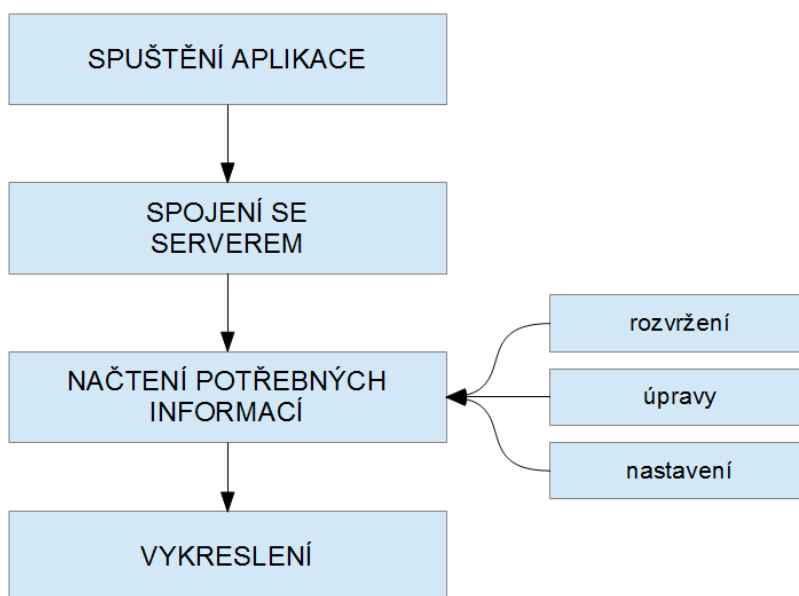 SPUŠTĚNÍ APLIKACE
SPOJENÍ SE
SERVEREM
rozvržení
NAČTENÍ POTŘEBNÝCH
INFORMACÍ
úpravy
nastavení
VYKRESLENÍ